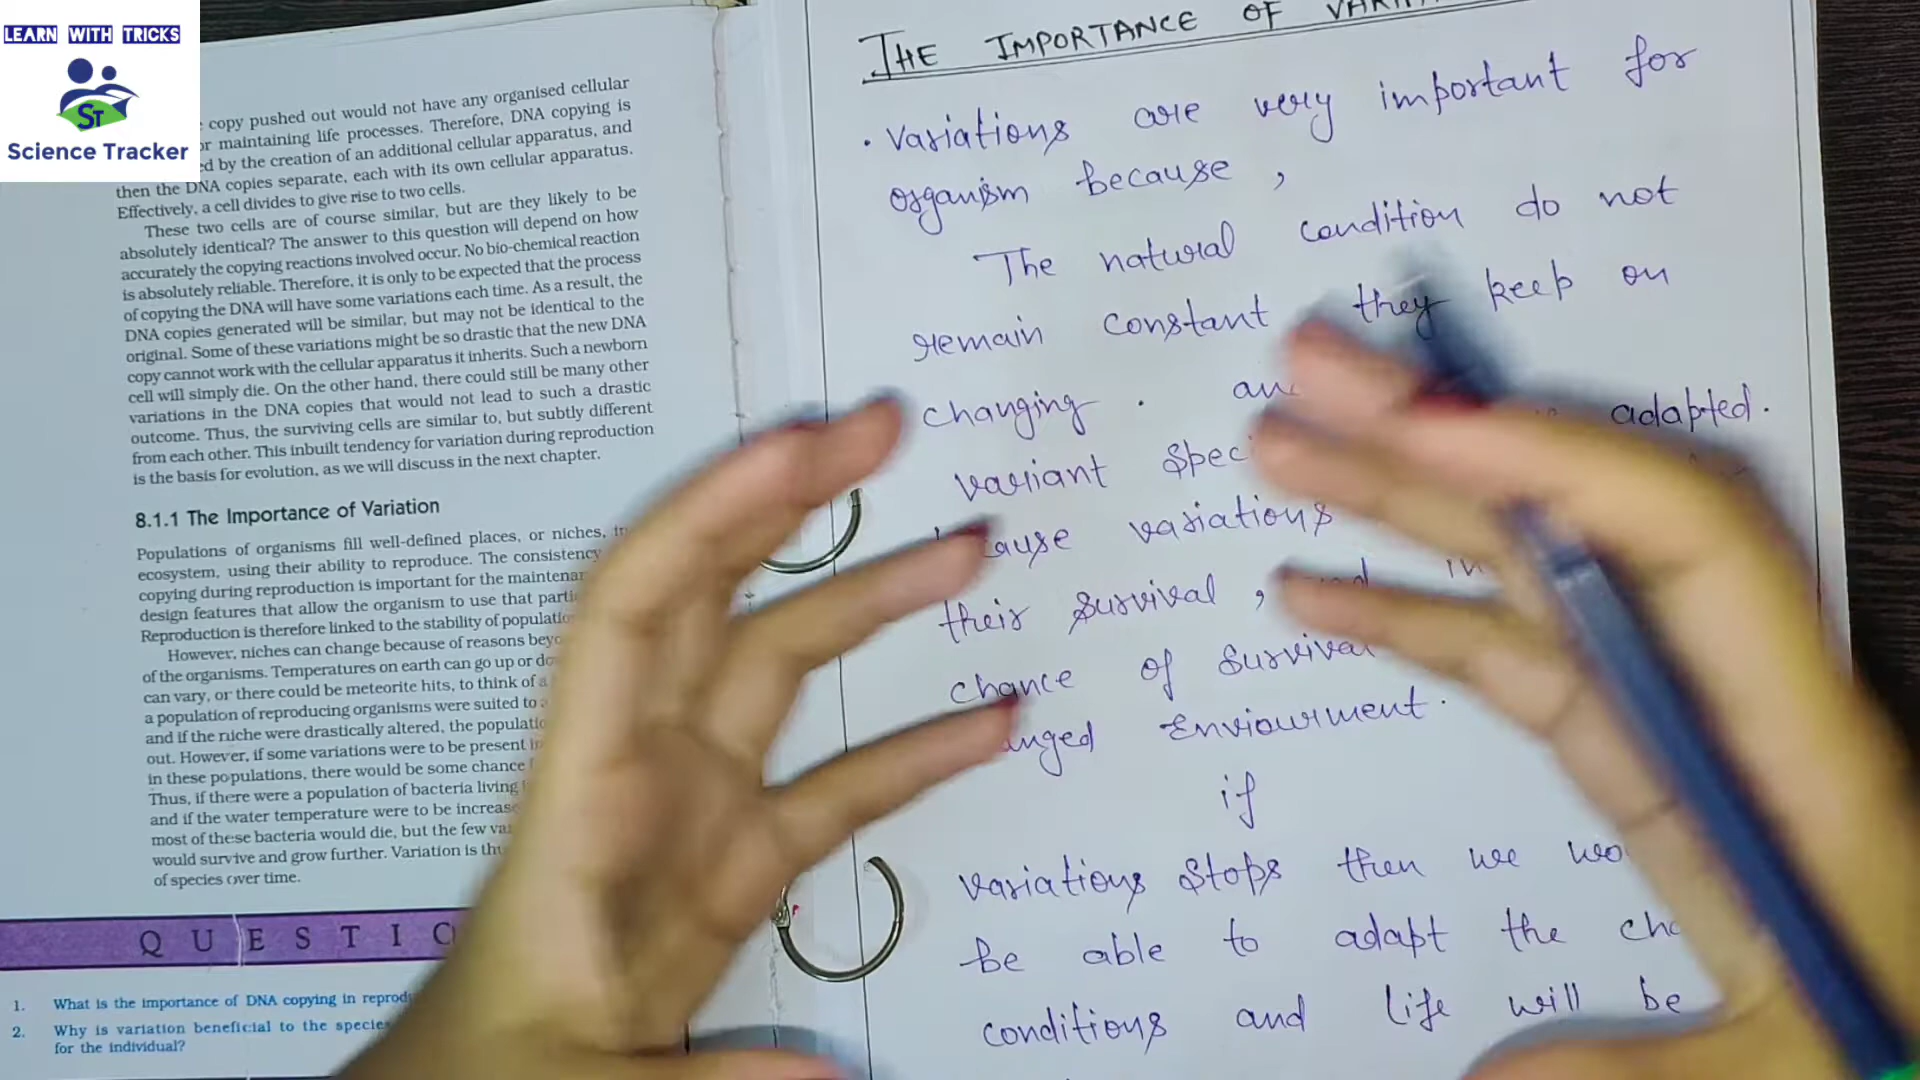 LEARN WITH TRICKS
ST
Science Tracker
copy pushed out would not have any organised cellular
maintaining life processes. Therefore, DNA copying is
by the creation of an additional cellular apparatus, and
then the DNA copies separate, each with its own cellular apparatus.
Effectively, a cell divides to give rise to two cells.
These two cells are of course similar, but are they likely to be
absolutely identical? The answer to this question will depend on how
accurately the copying reactions involved occur. No bio-chemical reaction
is absolutely reliable. Therefore, it is only to be expected that the process
of copying the DNA will have some variations each time. As a result, the
DNA copies generated will be similar, but may not be identical to the
original. Some of these variations might be so drastic that the new DNA
copy cannot work with the cellular apparatus it inherits. Such a newborn
cell will simply die. On the other hand, there could still be many other
variations in the DNA copies that would not lead to such a drastic
outcome. Thus, the surviving cells are similar to, but subtly different
from each other. This inbuilt tendency for variation during reproduction
is the basis for evolution, as we will discuss in the next chapter.
8.1.1 The Importance of Variation
Populations of organisms fill well-defined places, or niches,
ecosystem, using their ability to reproduce. The consistency
copying during reproduction is important for the
design features that allow the organism to use that
Reproduction is therefore linked to the stability of
However, niches can change because of reasons
of the organisms. Temperatures on earth can go up or
can vary, or there could be meteorite hits, to think of a
a population of reproducing organisms were suited to
and if the niche were drastically altered, the
out. However, if some variations were to be present
in these populations, there would be some chance
Thus, if there were a population of bacteria living
and if the water temperature were to be
most of these bacteria would die, but the few
would survive and grow further. Variation is
of species over time.
1. What is the importance of DNA copying in
2. Why is variation beneficial to the species
for the individual?
THE IMPORTANCE OF
• Variations are very important for
organism because ,
The natural condition do not
remain constant they keep on
changing . adapted.
variant
variations
their survival ,
chance of
Enviourment.
if
variations stops then we
be able to adapt the
conditions and life will be